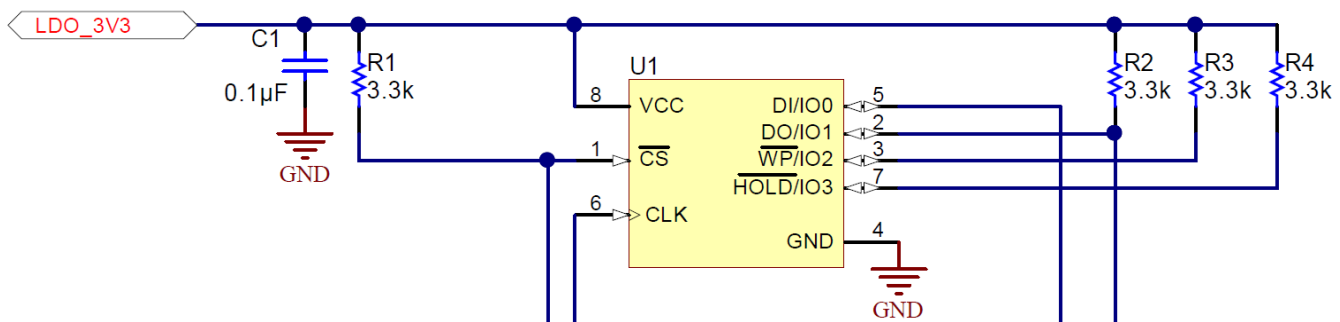 LDO_3V3
C1
0.1µF
GND
R1
3.3k
U1
8
VCC
1
CS
6
CLK
DI/IO0
5
DO/IO1
2
WP/IO2
3
HOLD/IO3
7
GND
4
GND
R2
3.3k
R3
3.3k
R4
3.3k